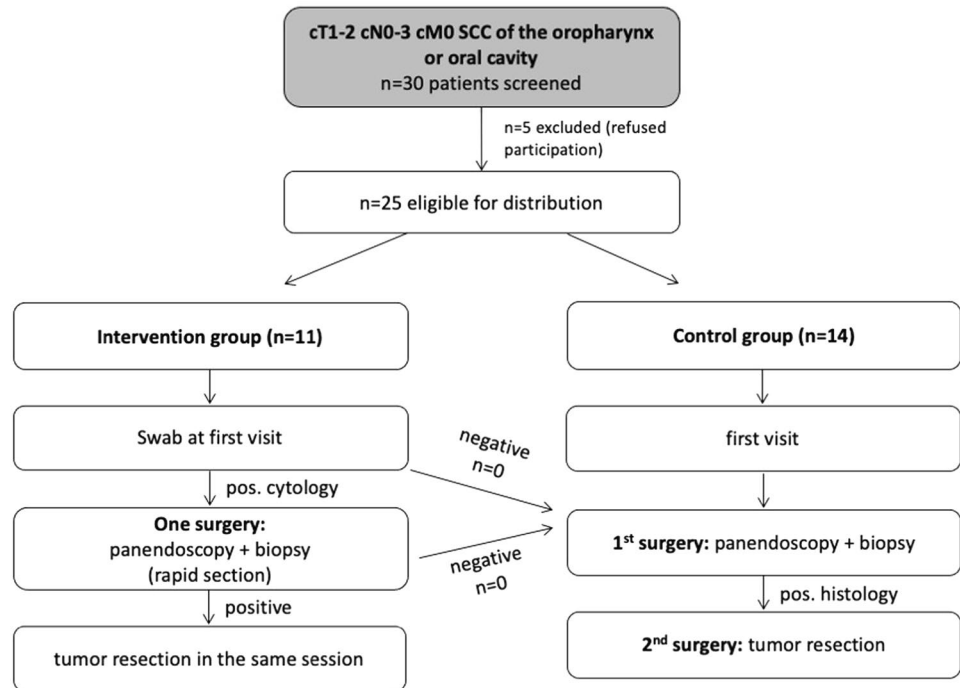 cT1-2 cN0-3 cM0 SCC of the oropharynx
or oral cavity
n=30 patients screened
n=5 excluded (refused
participation)
n=25 eligible for distribution
Intervention group (n=11)
Control group (n=14)
Swab at first visit
first visit
negative
n=0
pos. cytology
One surgery:
panendoscopy + biopsy
(rapid section)
1st surgery: panendoscopy + biopsy
negative
n=0
positive
pos. histology
tumor resection in the same session
2nd surgery: tumor resection